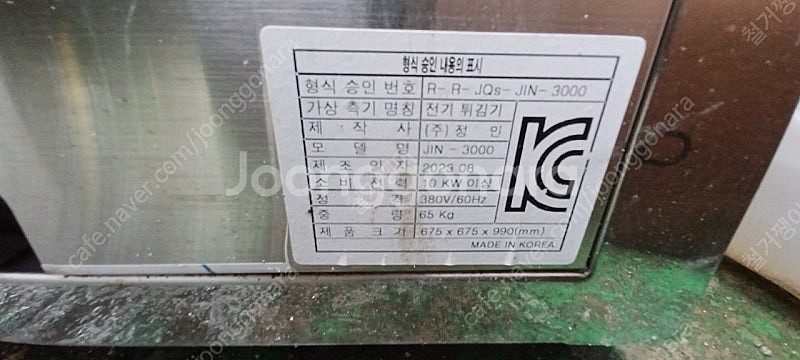 형식 승인 내용의 표시
형식 승인 번호 R-R-JQs-JIN-3000
가상 측기 명칭 전기 튀김기
제 작 사 (주) 정인
모 델 명 JIN-3000
제 조 일 자 2023.08
소 비 전 력 10 KW 이상
정 격 380V/60Hz
중 량 65 Kg
제 품 크 기 675 x 675 x 990(mm)
MADE IN KOREA
Joonggonara
cafe.naver.com/joonggonara